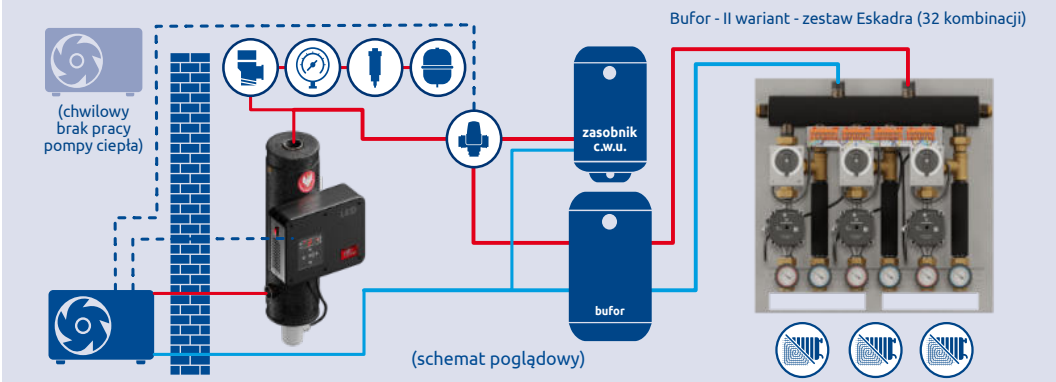 Bufor - II wariant - zestaw Eskadra (32 kombinacji)
(chwilowy
brak pracy
pompy ciepła)
zasobnik
c.w.u.
bufor
(schemat poglądowy)